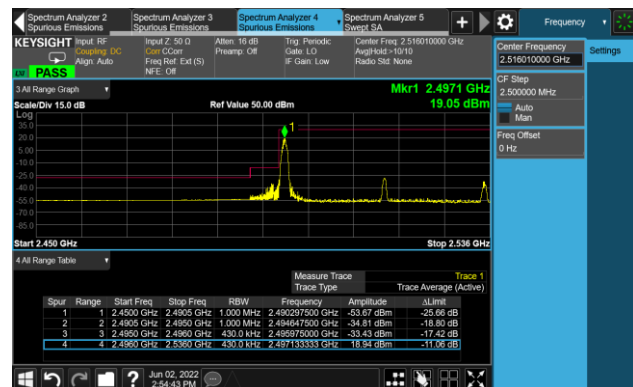 Spectrum Analyzer 2
Spurious Emissions
Spectrum Analyzer 3
Spurious Emissions
Spectrum Analyzer 4
Spurious Emissions
Spectrum Analyzer 5
Swept SA
+
Frequency
KEYSIGHT
Input: RF
Coupling: DC
Align: Auto
Input Z: 50 Ω
Corr CCorr
Freq Ref: Ext (S)
NFE: Off
Atten: 16 dB
Preamp: Off
Trig: Periodic
Gate: LO
IF Gain: Low
Center Freq: 2.516010000 GHz
Avg|Hold:>10/10
Radio Std: None
PASS
Center Frequency
2.516010000 GHz
Settings
CF Step
2.500000 MHz
Auto
Man
Freq Offset
0 Hz
3 All Range Graph
Mkr1 2.4971 GHz
Scale/Div 15.0 dB
Ref Value 50.00 dBm
19.05 dBm
Log
35.0
20.0
5.00
-10.0
-25.0
-40.0
-55.0
-70.0
-85.0
1
Start 2.450 GHz
Stop 2.536 GHz
4 All Range Table
Measure Trace Trace 1
Trace Type Trace Average (Active)
Spur Range Start Freq Stop Freq RBW Frequency Amplitude ΔLimit
1 1 2.4500 GHz 2.4905 GHz 1.000 MHz 2.490297500 GHz -53.67 dBm -25.66 dB
2 2 2.4905 GHz 2.4950 GHz 1.000 MHz 2.494647500 GHz -34.81 dBm -18.80 dB
3 3 2.4950 GHz 2.4960 GHz 430.0 kHz 2.495975000 GHz -33.43 dBm -17.42 dB
4 4 2.4960 GHz 2.5360 GHz 430.0 kHz 2.497133333 GHz 18.94 dBm -11.06 dB
?
Jun 02, 2022
2:54:43 PM